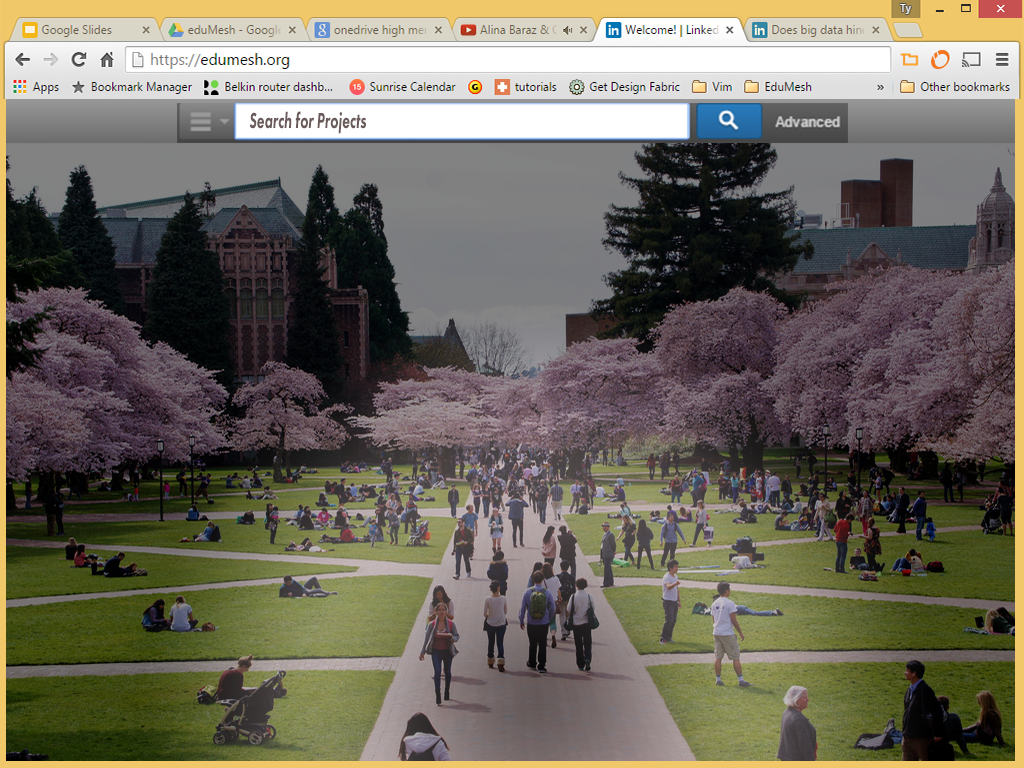 Ty
Google Slides
eduMesh - Google
onedrive high me
Alina Baraz & G
Welcome! | Linked
Does big data hin
https://edumesh.org
Apps
Bookmark Manager
Belkin router dashb...
15
Sunrise Calendar
G
tutorials
Get Design Fabric
Vim
EduMesh
»
Other bookmarks
Search for Projects
Advanced